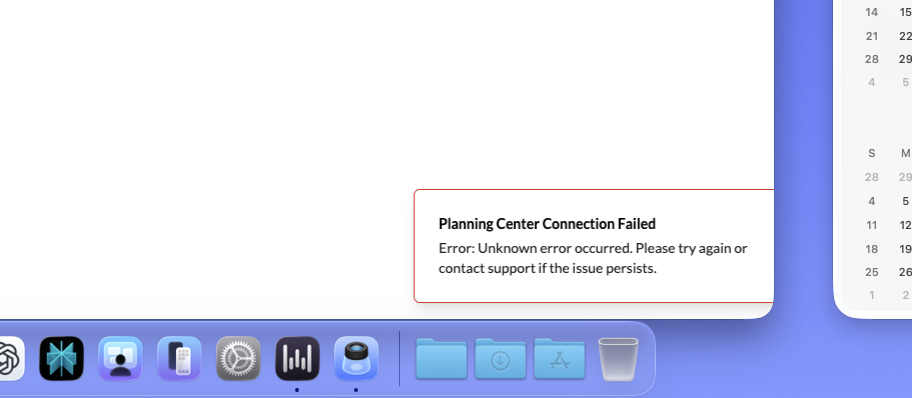 14 15
21 22
28 29
4 5
S M
28 29
4 5
11 12
18 19
25 26
1 2
Planning Center Connection Failed
Error: Unknown error occurred. Please try again or
contact support if the issue persists.